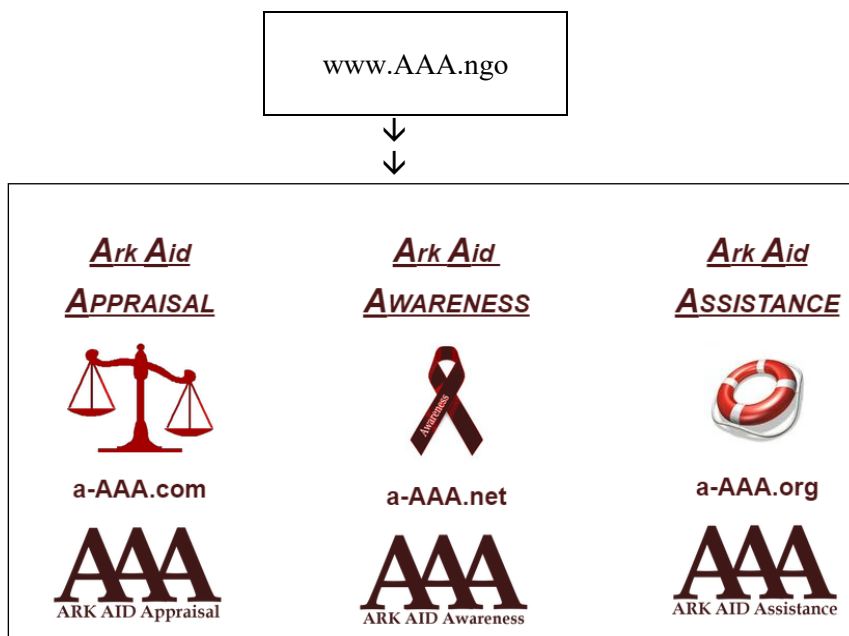 www.AAA.ngo
Ark Aid
APPRAISAL
a-AAA.com
AAA
ARK AID Appraisal
Ark Aid
AWARENESS
Awareness
a-AAA.net
AAA
ARK AID Awareness
Ark Aid
ASSISTANCE
a-AAA.org
AAA
ARK AID Assistance